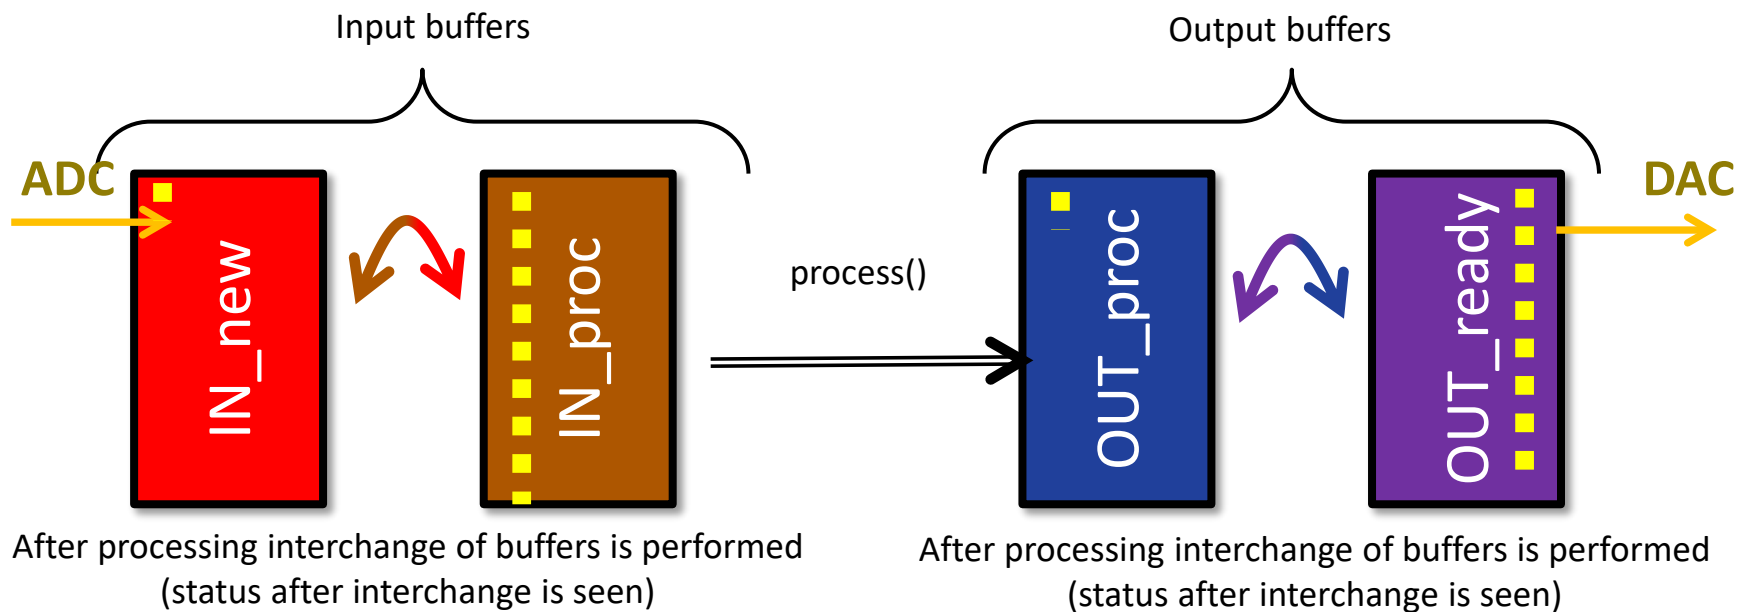 Input buffers
Output buffers
ADC
DAC
IN_new
IN_proc
process()
OUT_proc
OUT_ready
After processing interchange of buffers is performed
(status after interchange is seen)
After processing interchange of buffers is performed
(status after interchange is seen)